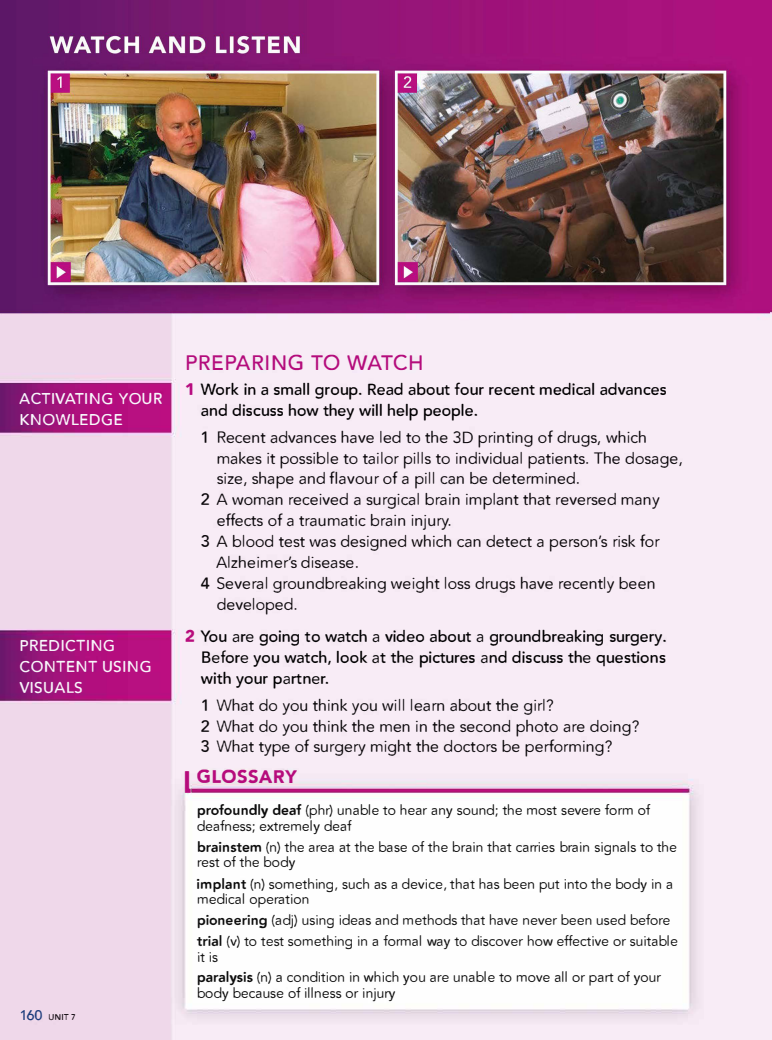 WATCH AND LISTEN
1
2
PREPARING TO WATCH
ACTIVATING YOUR
KNOWLEDGE
1 Work in a small group. Read about four recent medical advances
and discuss how they will help people.
1 Recent advances have led to the 3D printing of drugs, which
makes it possible to tailor pills to individual patients. The dosage,
size, shape and flavour of a pill can be determined.
2 A woman received a surgical brain implant that reversed many
effects of a traumatic brain injury.
3 A blood test was designed which can detect a person's risk for
Alzheimer's disease.
4 Several groundbreaking weight loss drugs have recently been
developed.
PREDICTING
CONTENT USING
VISUALS
2 You are going to watch a video about a groundbreaking surgery.
Before you watch, look at the pictures and discuss the questions
with your partner.
1 What do you think you will learn about the girl?
2 What do you think the men in the second photo are doing?
3 What type of surgery might the doctors be performing?
GLOSSARY
profoundly deaf (phr) unable to hear any sound; the most severe form of
deafness; extremely deaf
brainstem (n) the area at the base of the brain that carries brain signals to the
rest of the body
implant (n) something, such as a device, that has been put into the body in a
medical operation
pioneering (adj) using ideas and methods that have never been used before
trial (v) to test something in a formal way to discover how effective or suitable
it is
paralysis (n) a condition in which you are unable to move all or part of your
body because of illness or injury
160 UNIT 7